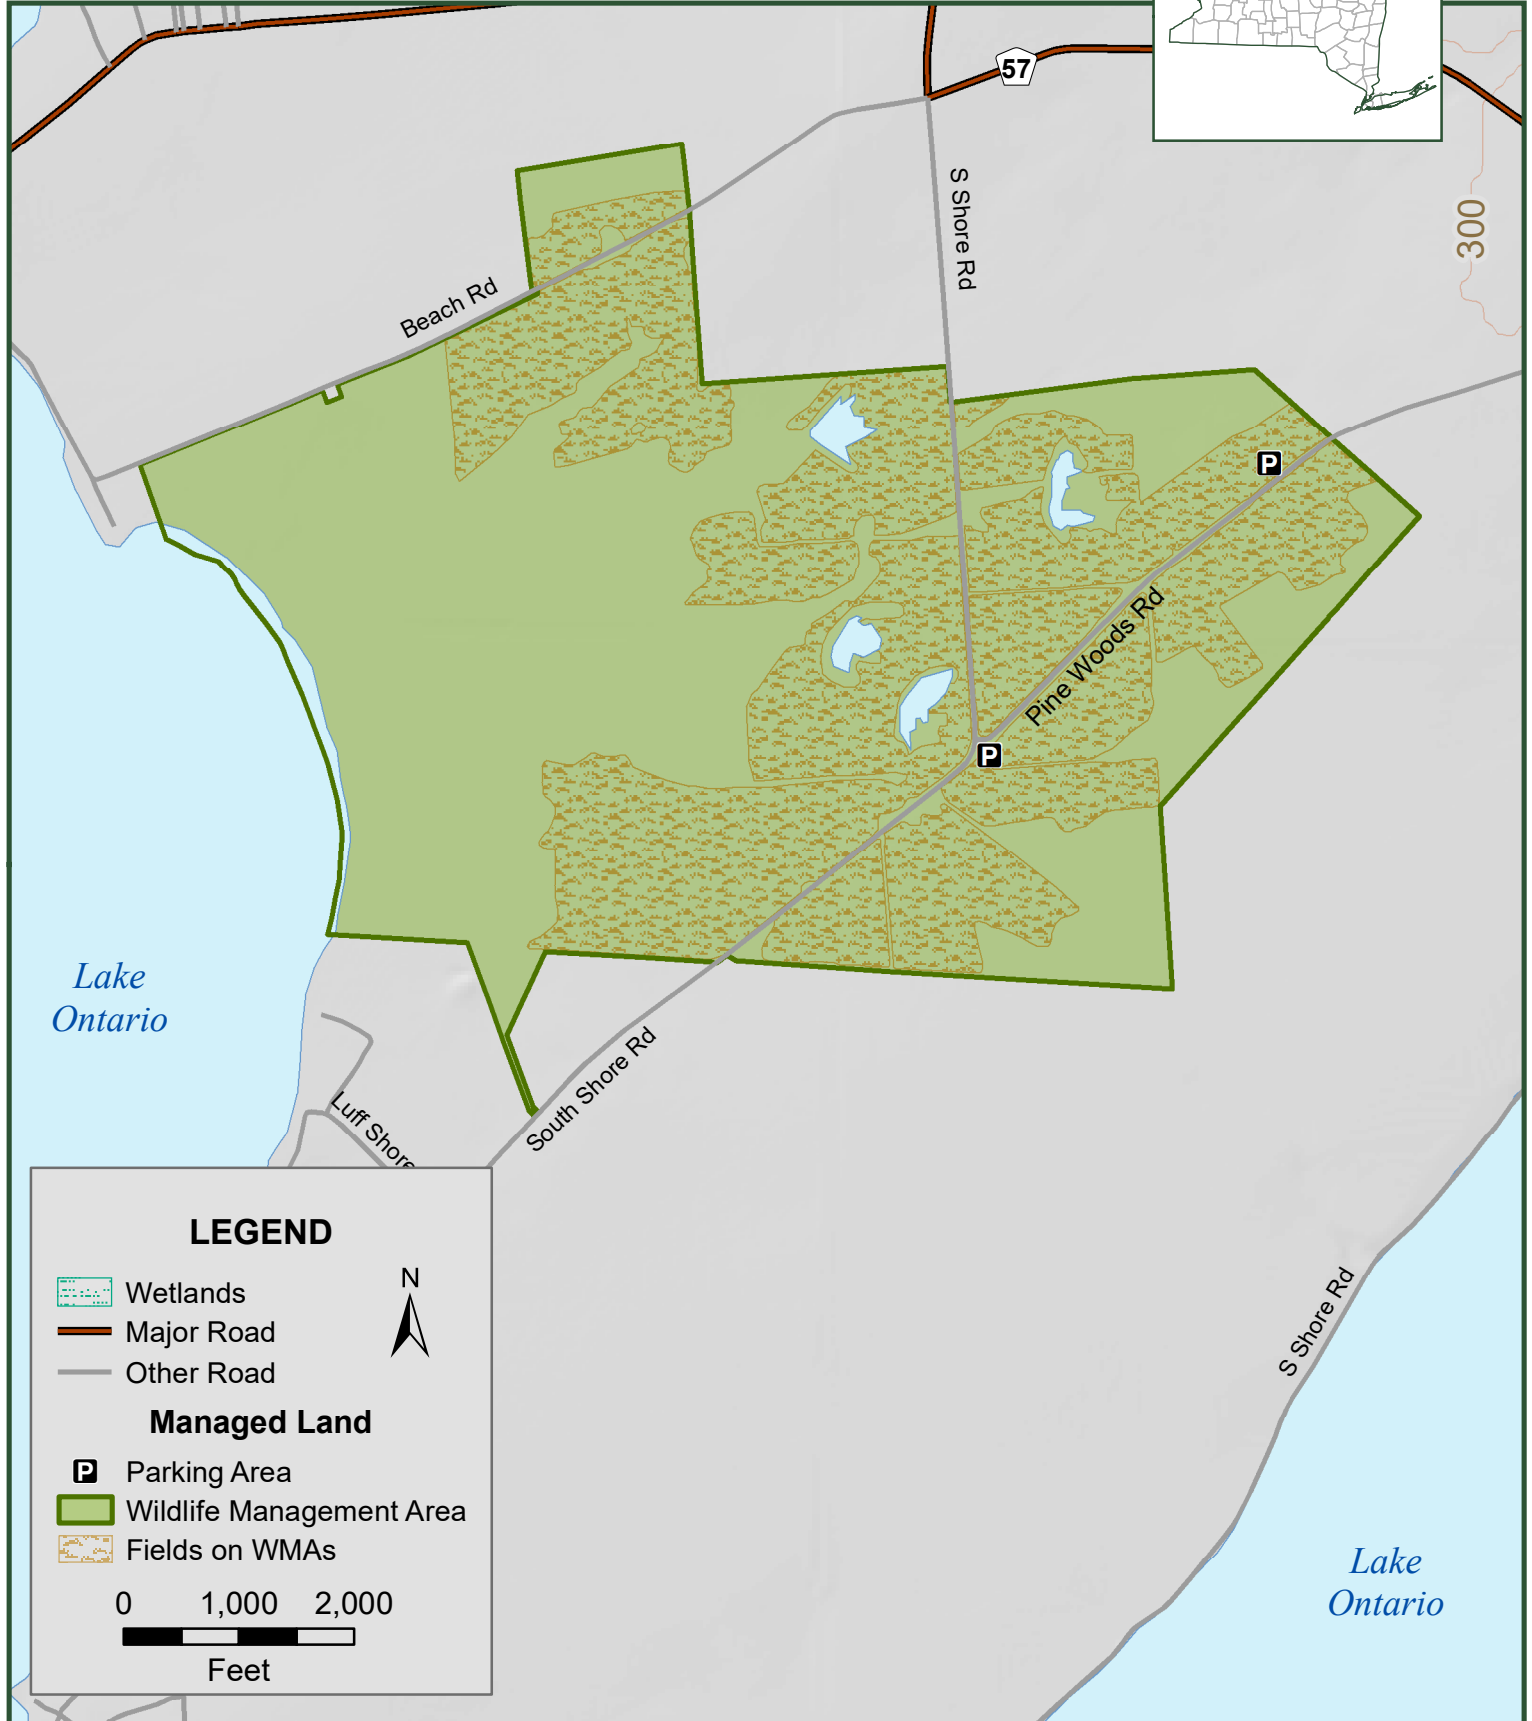 57
S Shore Rd
300
Beach Rd
P
Pine Woods Rd
P
Lake
Ontario
South Shore Rd
Luff Shore
LEGEND
N
Wetlands
Major Road
Other Road
Managed Land
P Parking Area
Wildlife Management Area
Fields on WMAs
0 1,000 2,000
Feet
S Shore Rd
Lake
Ontario